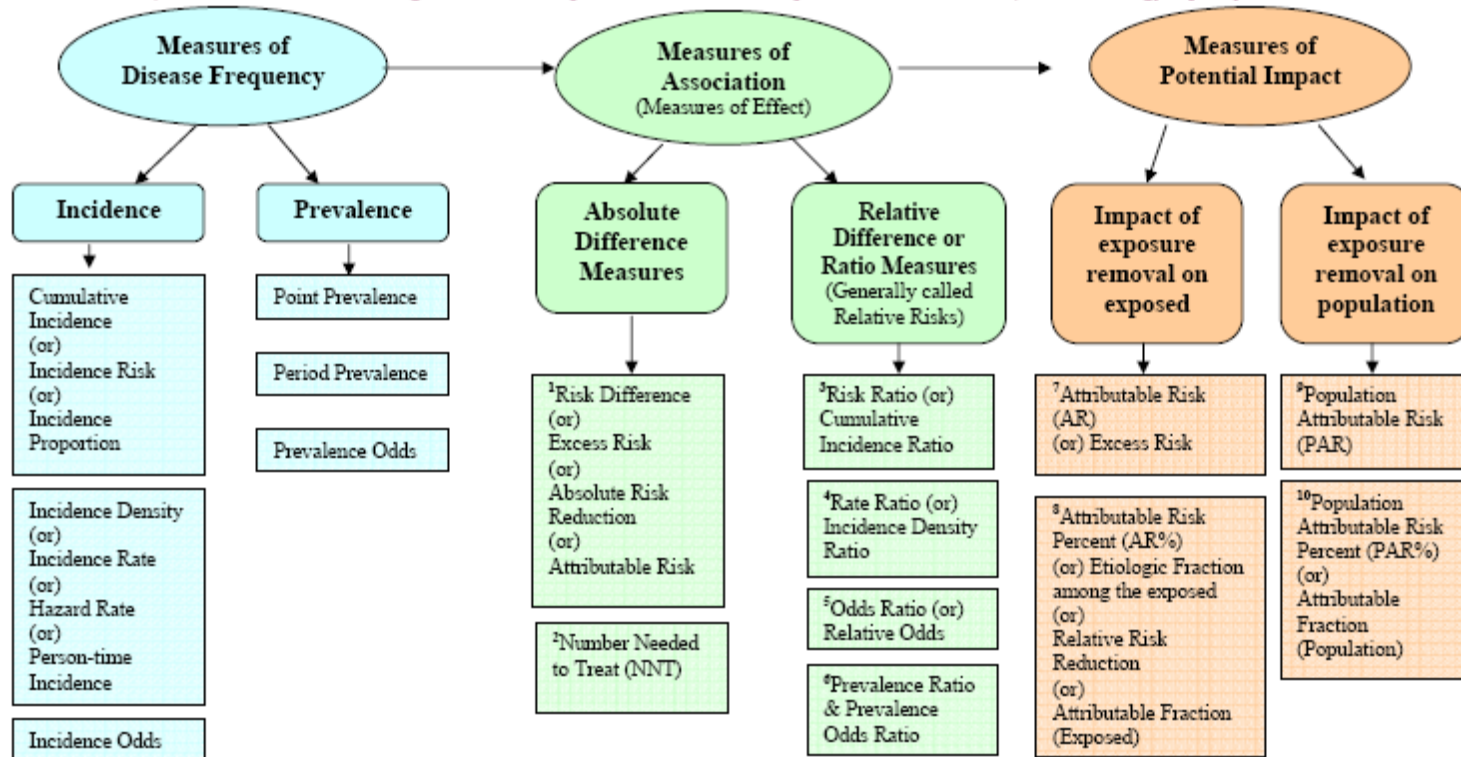 Measures of
Disease Frequency
Measures of
Association
(Measures of Effect)
Measures of
Potential Impact
Incidence
Prevalence
Absolute
Difference
Measures
Relative
Difference or
Ratio Measures
(Generally called
Relative Risks)
Impact of
exposure
removal on
exposed
Impact of
exposure
removal on
population
Cumulative
Incidence
(or)
Incidence Risk
(or)
Incidence
Proportion
Incidence Density
(or)
Incidence Rate
(or)
Hazard Rate
(or)
Person-time
Incidence
Incidence Odds
Point Prevalence
Period Prevalence
Prevalence Odds
¹Risk Difference
(or)
Excess Risk
(or)
Absolute Risk
Reduction
(or)
Attributable Risk
²Number Needed
to Treat (NNT)
³Risk Ratio (or)
Cumulative
Incidence Ratio
⁴Rate Ratio (or)
Incidence Density
Ratio
⁵Odds Ratio (or)
Relative Odds
⁶Prevalence Ratio
& Prevalence
Odds Ratio
⁷Attributable Risk
(AR)
(or) Excess Risk
⁸Attributable Risk
Percent (AR%)
(or) Etiologic Fraction
among the exposed
(or)
Relative Risk
Reduction
(or)
Attributable Fraction
(Exposed)
⁹Population
Attributable Risk
(PAR)
¹⁰Population
Attributable Risk
Percent (PAR%)
(or)
Attributable
Fraction
(Population)